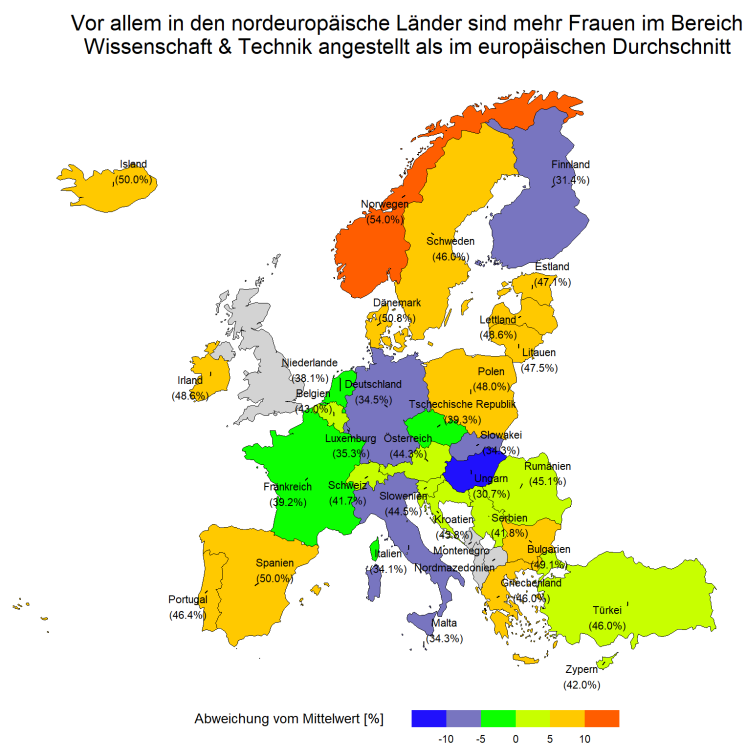 Vor allem in den nordeuropäische Länder sind mehr Frauen im Bereich
Wissenschaft & Technik angestellt als im europäischen Durchschnitt
Island
(50.0%)
Finnland
(31.4%)
Norwegen
(54.0%)
Schweden
(46.0%)
Estland
(47.1%)
Dänemark
(50.8%)
Lettland
(48.6%)
Litauen
(47.5%)
Niederlande
(38.1%)
Irland
(48.6%)
Belgien
(43.0%)
Deutschland
(34.5%)
Polen
(48.0%)
Tschechische Republik
(39.3%)
Luxemburg
(35.3%)
Österreich
(44.3%)
Slowakei
(34.3%)
Frankreich
(39.2%)
Schweiz
(41.7%)
Slowenien
(44.5%)
Ungarn
(30.7%)
Rumänien
(45.1%)
Kroatien
(43.8%)
Serbien
(41.8%)
Spanien
(50.0%)
Italien
(34.1%)
Montenegro
Nordmazedonien
Bulgarien
(49.1%)
Portugal
(46.4%)
Griechenland
(46.0%)
Türkei
(46.0%)
Malta
(34.3%)
Zypern
(42.0%)
Abweichung vom Mittelwert [%]
-10 -5 0 5 10